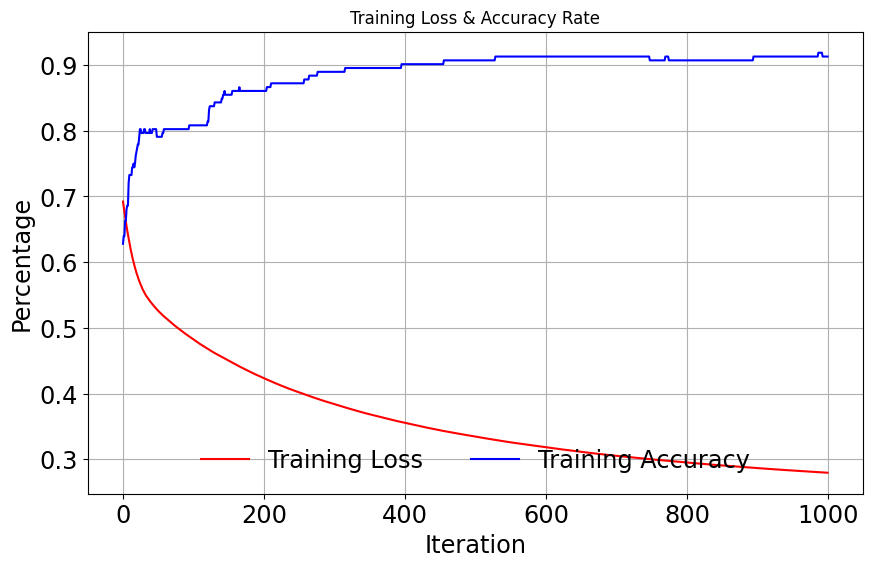 Training Loss & Accuracy Rate
Percentage
0.9
0.8
0.7
0.6
0.5
0.4
0.3
Training Loss Training Accuracy
0 200 400 600 800 1000
Iteration